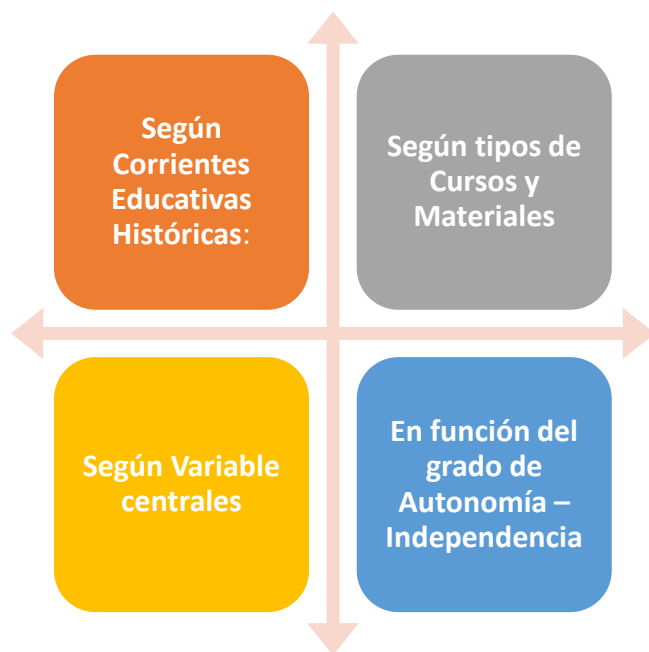 Según
Corrientes
Educativas
Históricas:
Según tipos de
Cursos y
Materiales
Según Variable
centrales
En función del
grado de
Autonomía –
Independencia